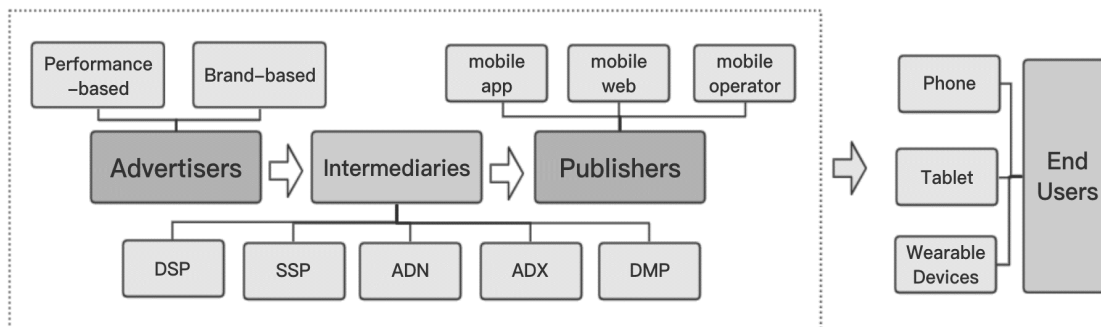 Performance
-based
Brand-based
mobile
app
mobile
web
mobile
operator
Advertisers
Intermediaries
Publishers
DSP
SSP
ADN
ADX
DMP
Phone
Tablet
Wearable
Devices
End
Users